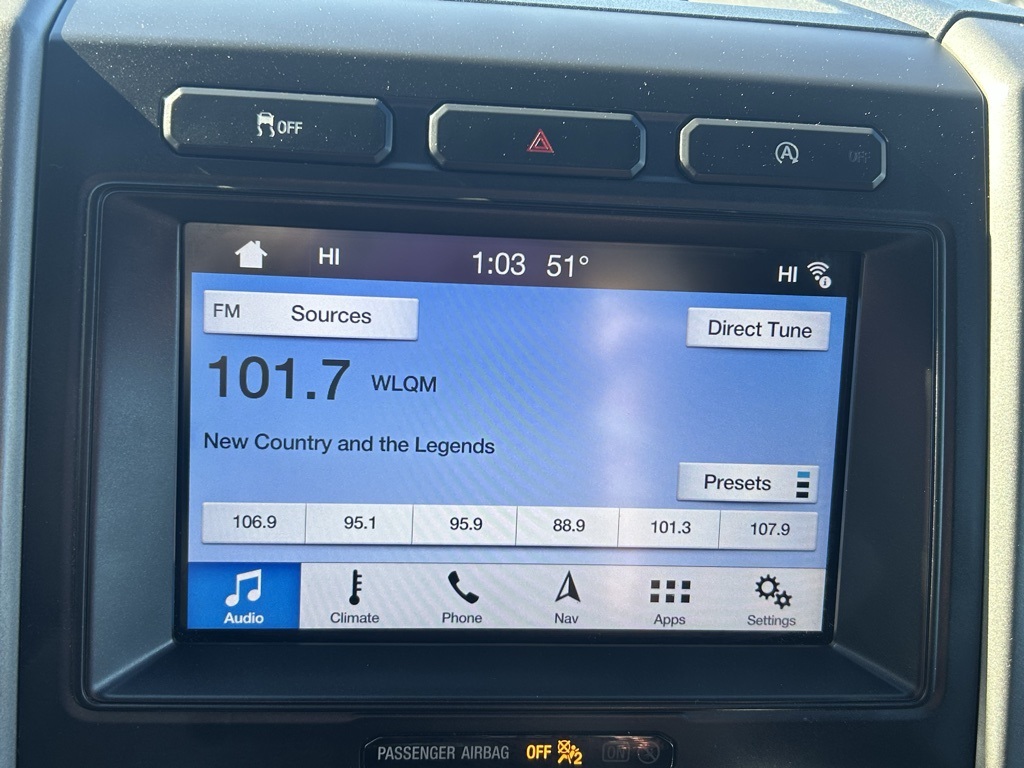 OFF
OFF
HI 1:03 51° HI
FM Sources
Direct Tune
101.7 WLQM
New Country and the Legends
Presets
106.9 95.1 95.9 88.9 101.3 107.9
Audio Climate Phone Nav Apps Settings
PASSENGER AIRBAG OFF 2 ON